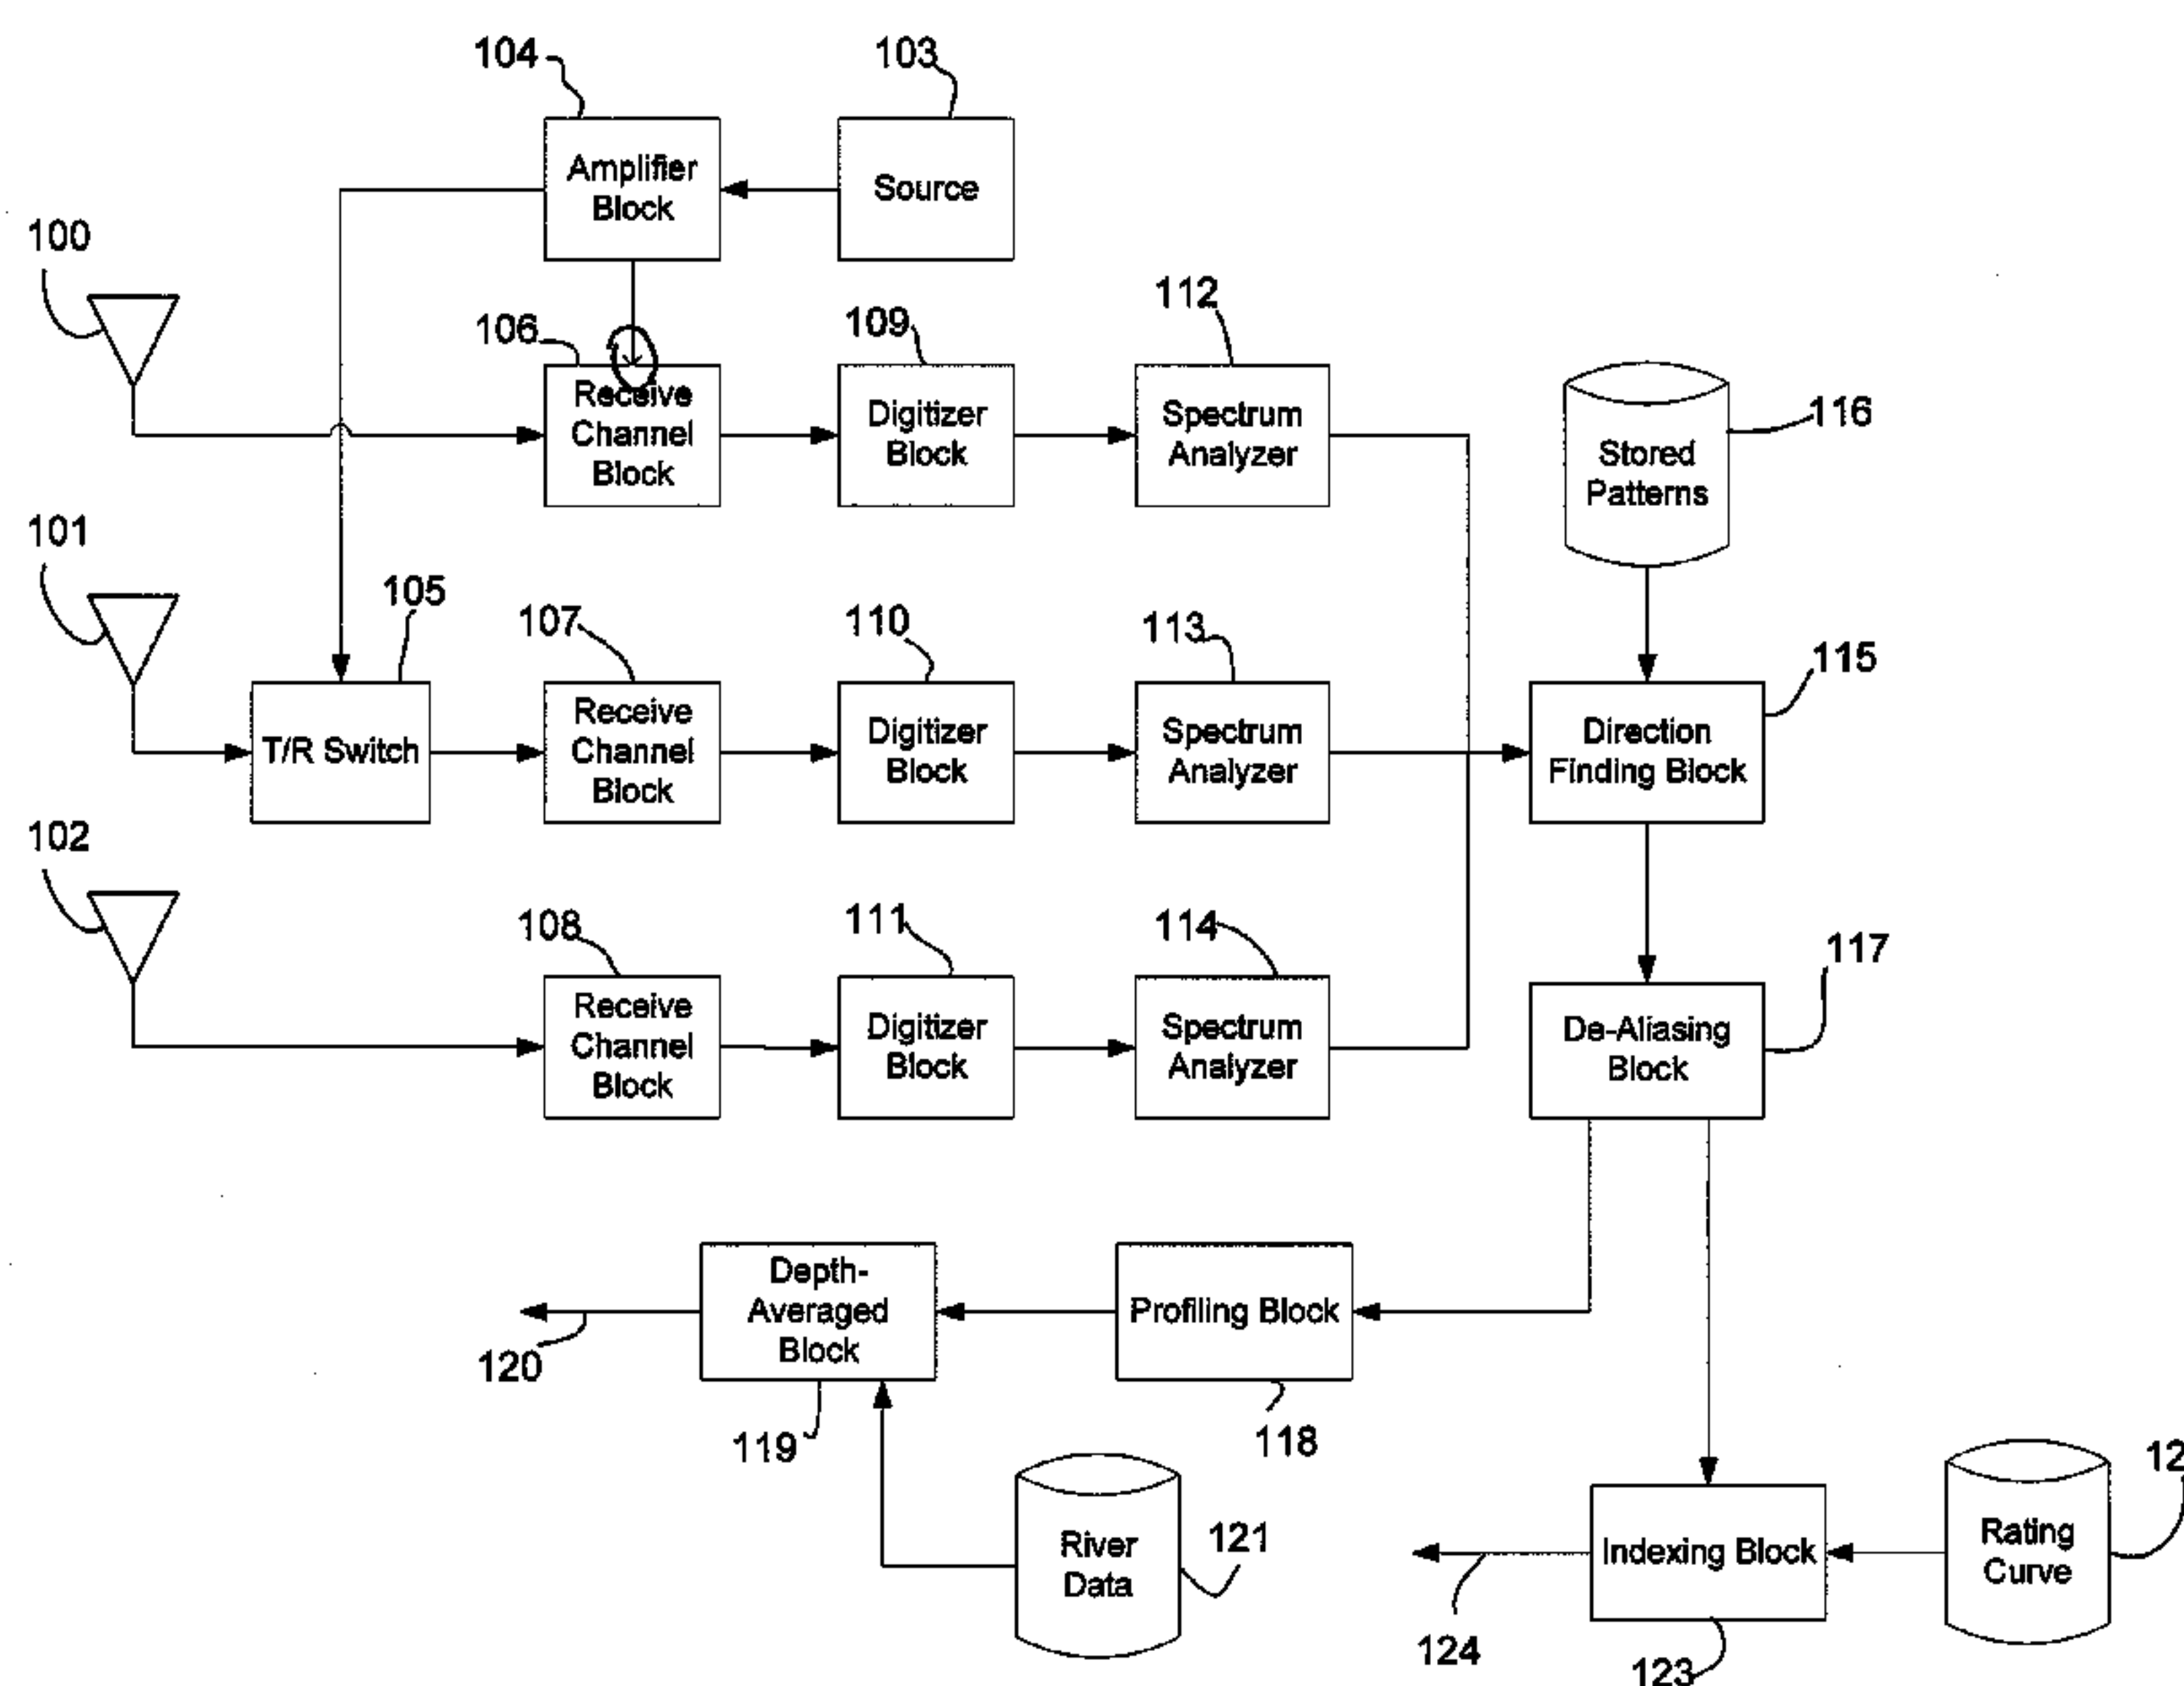 104
103
Amplifier
Block
Source
100
106
109
112
Receive
Channel
Block
Digitizer
Block
Spectrum
Analyzer
Stored
Patterns
116
101
105
107
110
113
115
T/R Switch
Receive
Channel
Block
Digitizer
Block
Spectrum
Analyzer
Direction
Finding Block
102
108
111
114
117
Receive
Channel
Block
Digitizer
Block
Spectrum
Analyzer
De-Aliasing
Block
Depth-
Averaged
Block
Profiling Block
120
119
118
River
Data
121
Indexing Block
Rating
Curve
124
123